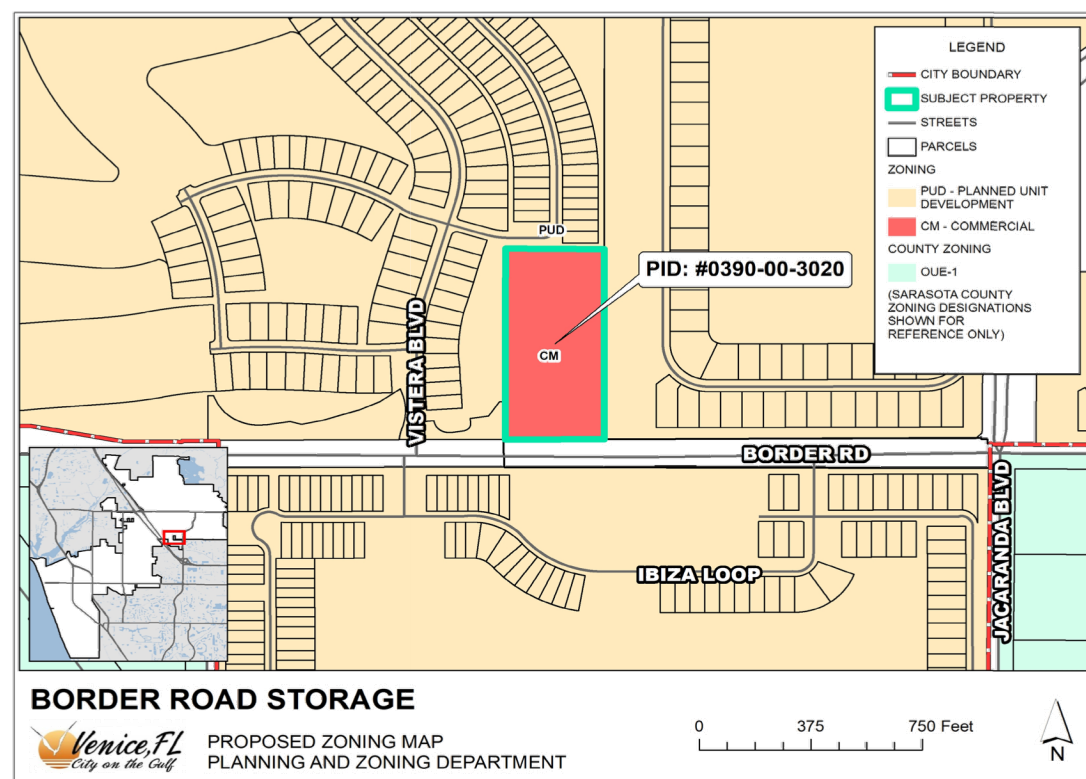 LEGEND
CITY BOUNDARY
SUBJECT PROPERTY
STREETS
PARCELS
ZONING
PUD - PLANNED UNIT
DEVELOPMENT
CM - COMMERCIAL
COUNTY ZONING
OUE-1
(SARASOTA COUNTY
ZONING DESIGNATIONS
SHOWN FOR
REFERENCE ONLY)
PUD
PID: #0390-00-3020
CM
VISTERA BLVD
BORDER RD
IBIZA LOOP
JACARANDA BLVD
BORDER ROAD STORAGE
Venice, FL
City on the Gulf
PROPOSED ZONING MAP
PLANNING AND ZONING DEPARTMENT
0 375 750 Feet
N